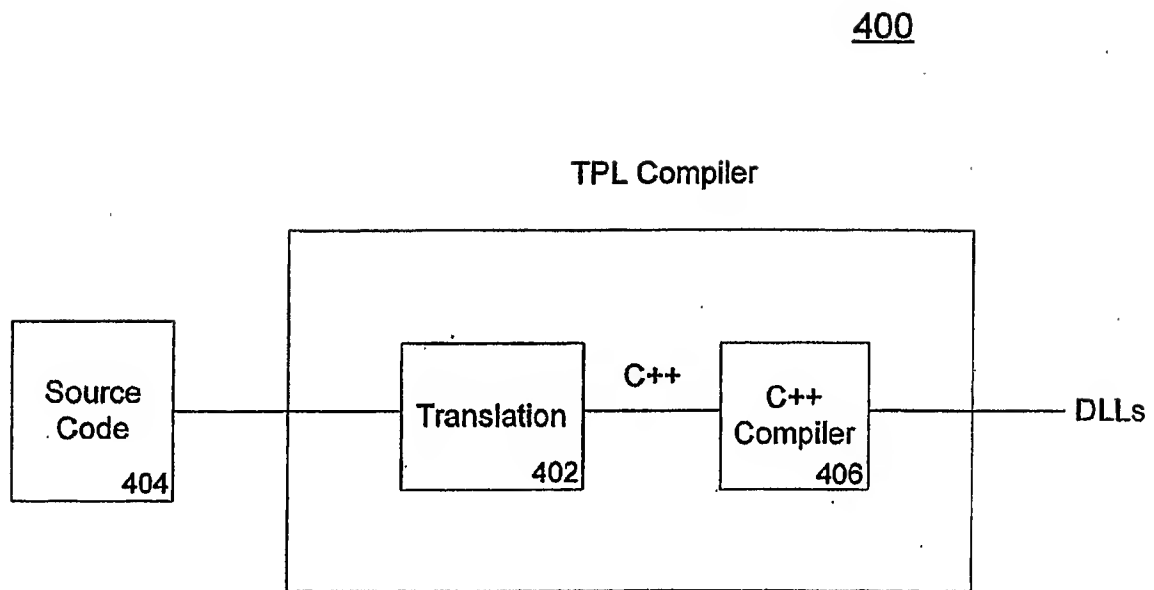 400
TPL Compiler
Source
Code
404
Translation
402
C++
C++
Compiler
406
DLLs